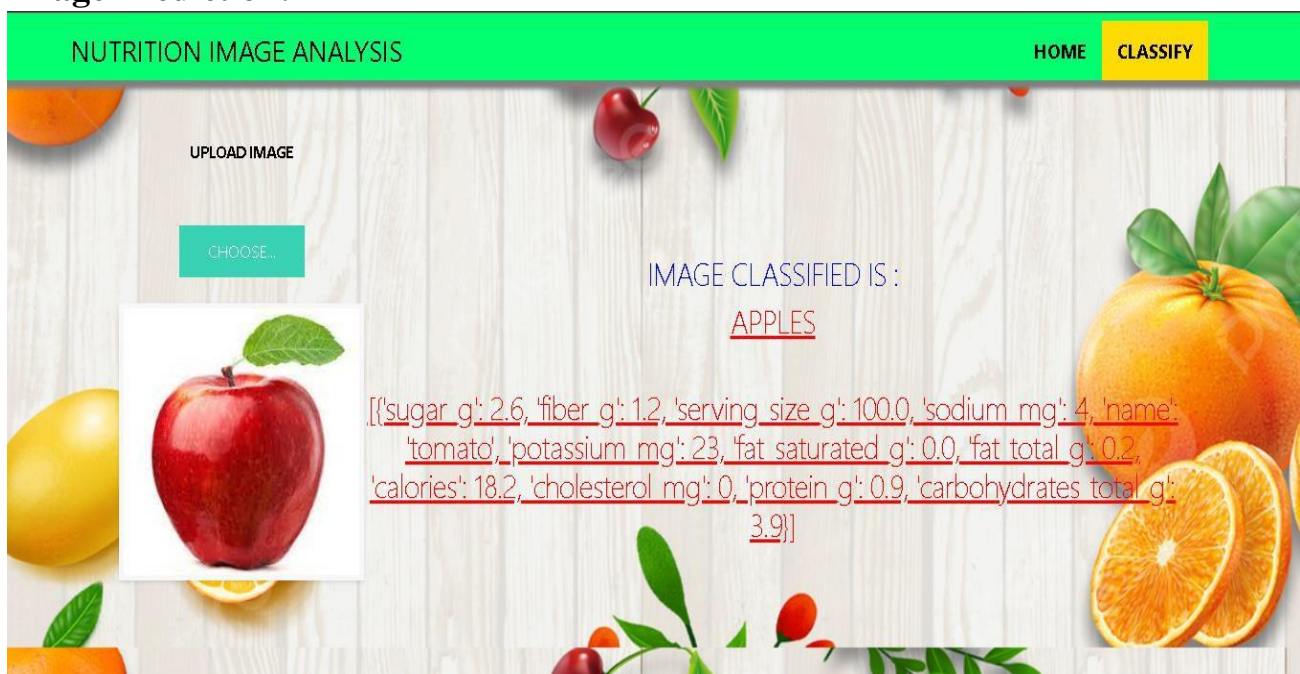 NUTRITION IMAGE ANALYSIS
HOME
CLASSIFY
UPLOAD IMAGE
CHOOSE...
IMAGE CLASSIFIED IS :
APPLES
[{'sugar_g': 2.6, 'fiber_g': 1.2, 'serving_size_g': 100.0, 'sodium_mg': 4, 'name':
'tomato', 'potassium_mg': 23, 'fat_saturated_g': 0.0, 'fat_total_g': 0.2,
'calories': 18.2, 'cholesterol_mg': 0, 'protein_g': 0.9, 'carbohydrates_total_g':
3.9}]